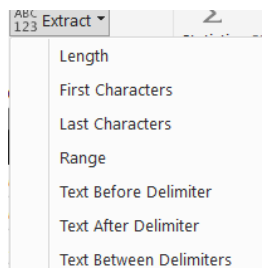 ABC
123 Extract
Σ
Length
First Characters
Last Characters
Range
Text Before Delimiter
Text After Delimiter
Text Between Delimiters